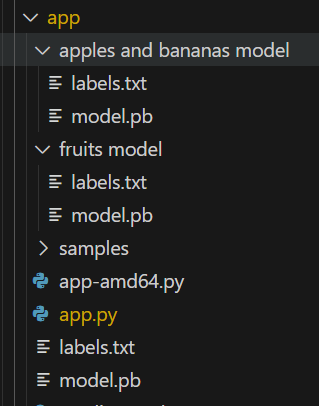 app
apples and bananas model
labels.txt
model.pb
fruits model
labels.txt
model.pb
samples
app-amd64.py
app.py
labels.txt
model.pb